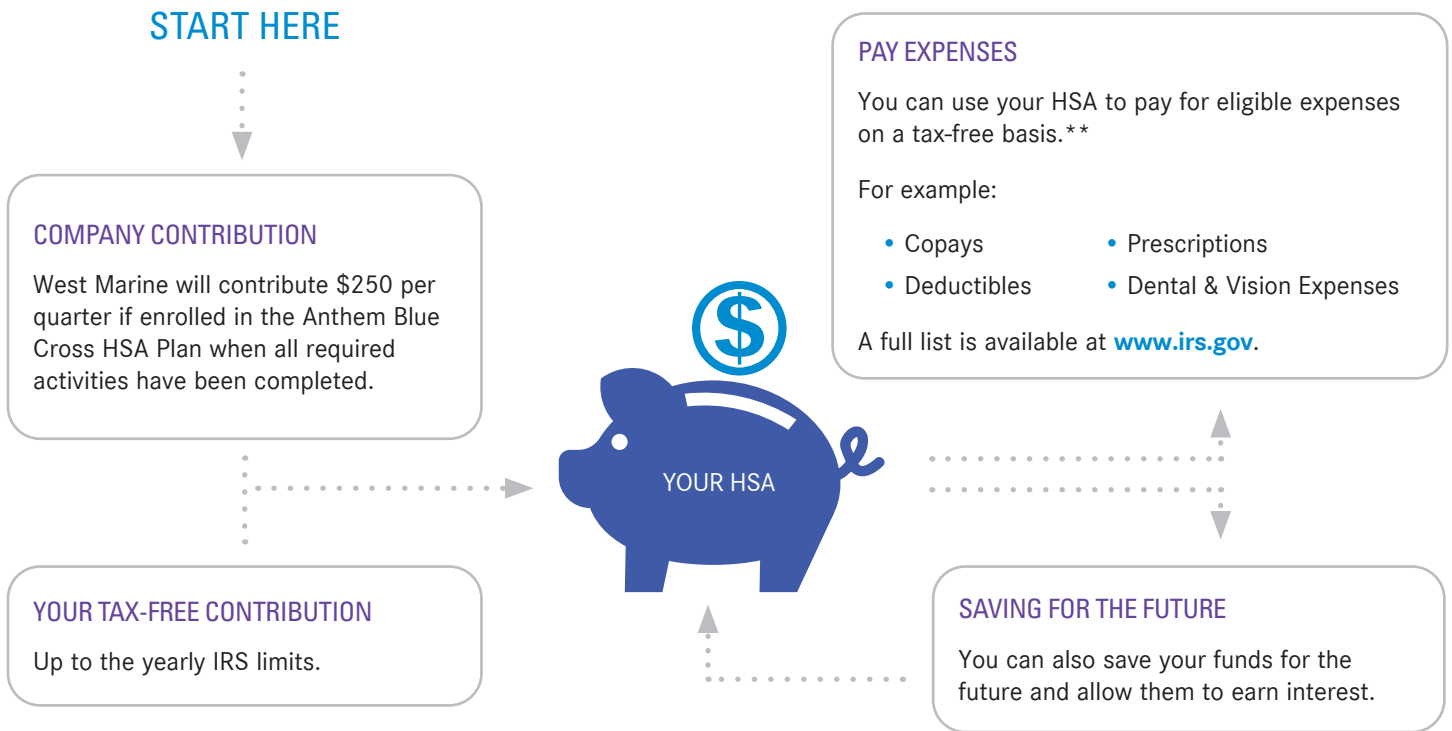 START HERE
COMPANY CONTRIBUTION
West Marine will contribute $250 per
quarter if enrolled in the Anthem Blue
Cross HSA Plan when all required
activities have been completed.
YOUR TAX-FREE CONTRIBUTION
Up to the yearly IRS limits.
$
YOUR HSA
PAY EXPENSES
You can use your HSA to pay for eligible expenses
on a tax-free basis.**
For example:
• Copays
• Deductibles
• Prescriptions
• Dental & Vision Expenses
A full list is available at www.irs.gov.
SAVING FOR THE FUTURE
You can also save your funds for the
future and allow them to earn interest.